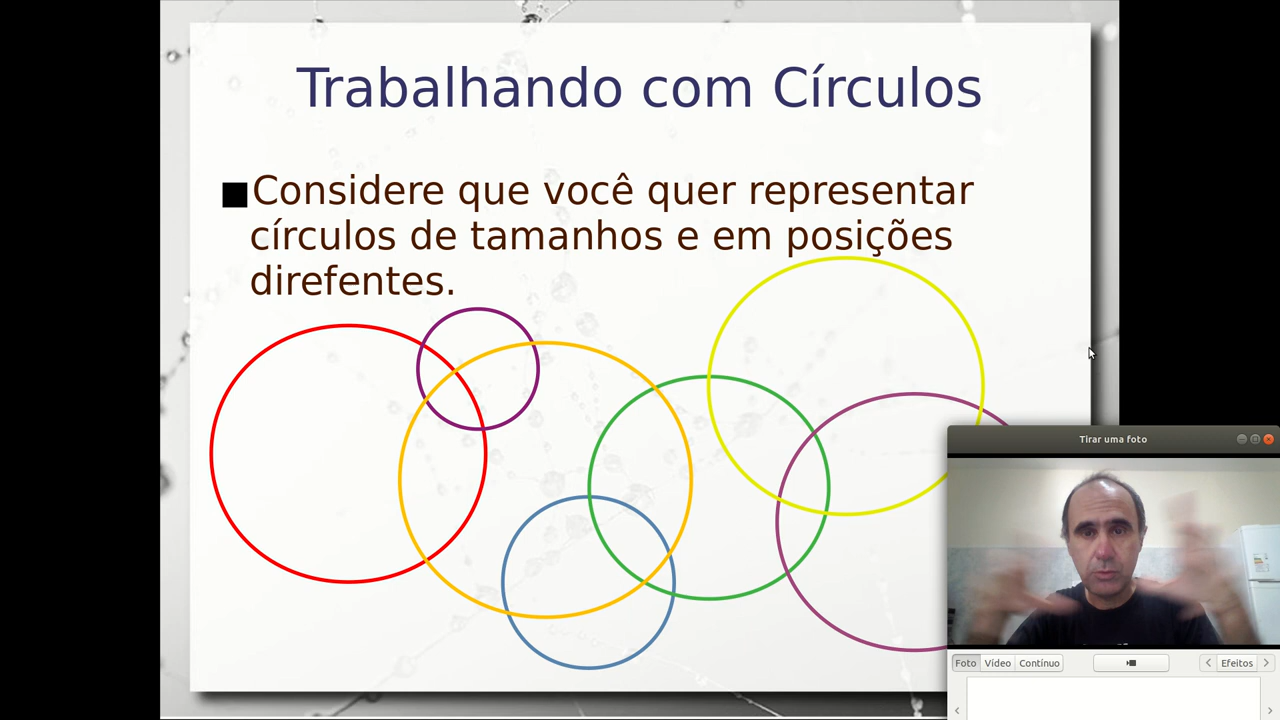 Trabalhando com Círculos
Considere que você quer representar
círculos de tamanhos e em posições
direfentes.
Tirar uma foto
Foto Vídeo Contínuo Efeitos